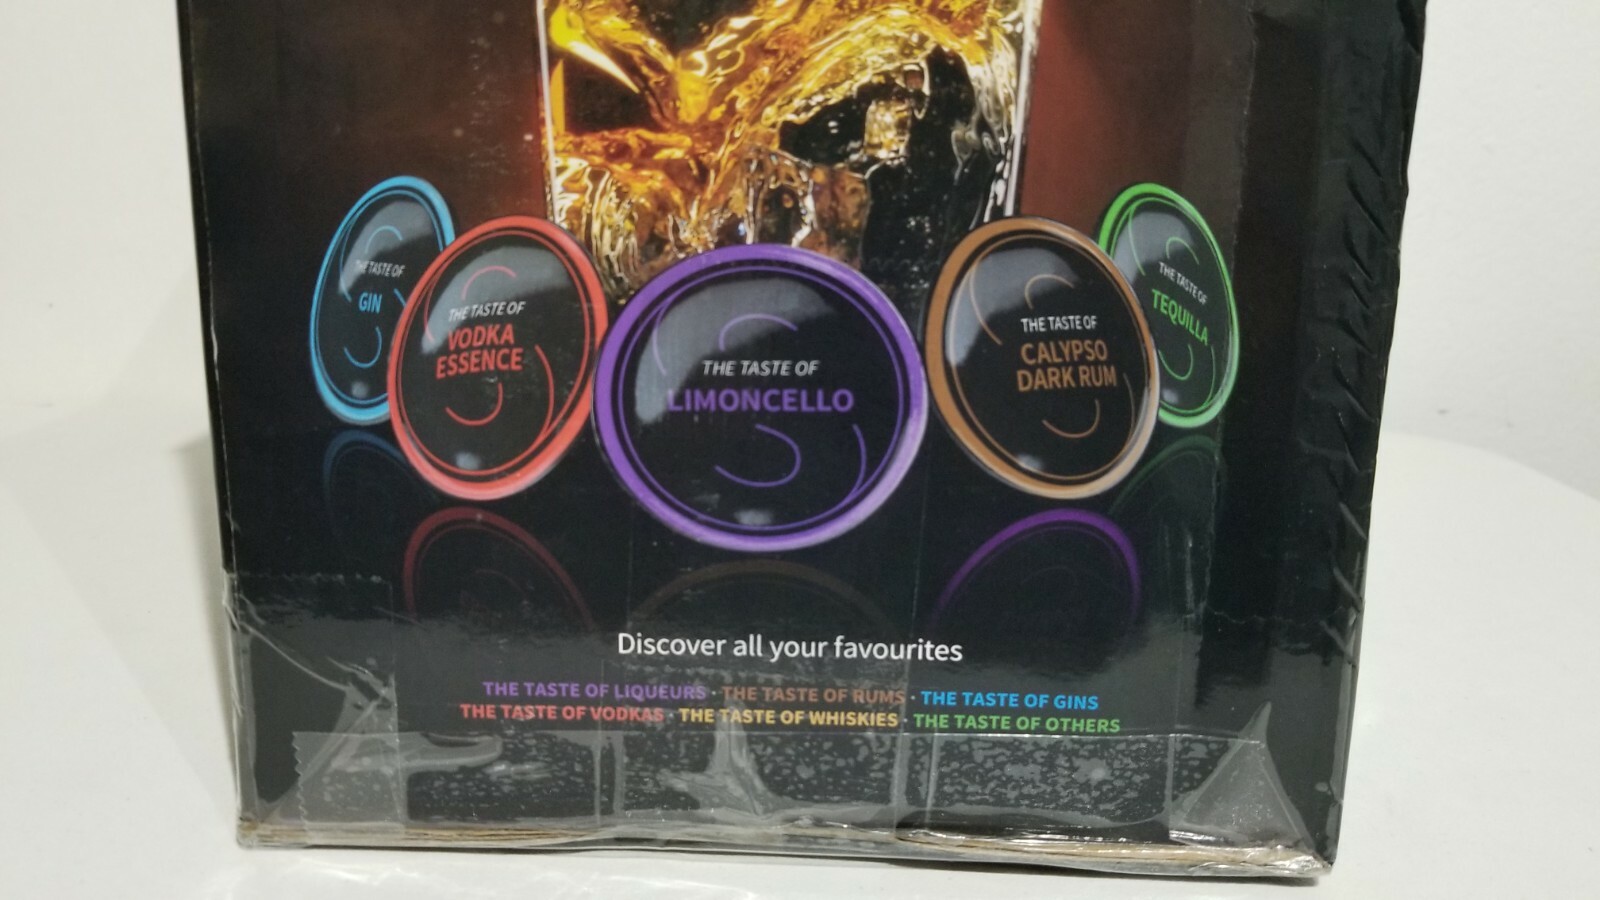 THE TASTE OF
GIN
THE TASTE OF
VODKA
ESSENCE
THE TASTE OF
LIMONCELLO
THE TASTE OF
CALYPSO
DARK RUM
THE TASTE OF
TEQUILLA
Discover all your favourites
THE TASTE OF LIQUEURS · THE TASTE OF RUMS · THE TASTE OF GINS
THE TASTE OF VODKAS · THE TASTE OF WHISKIES · THE TASTE OF OTHERS